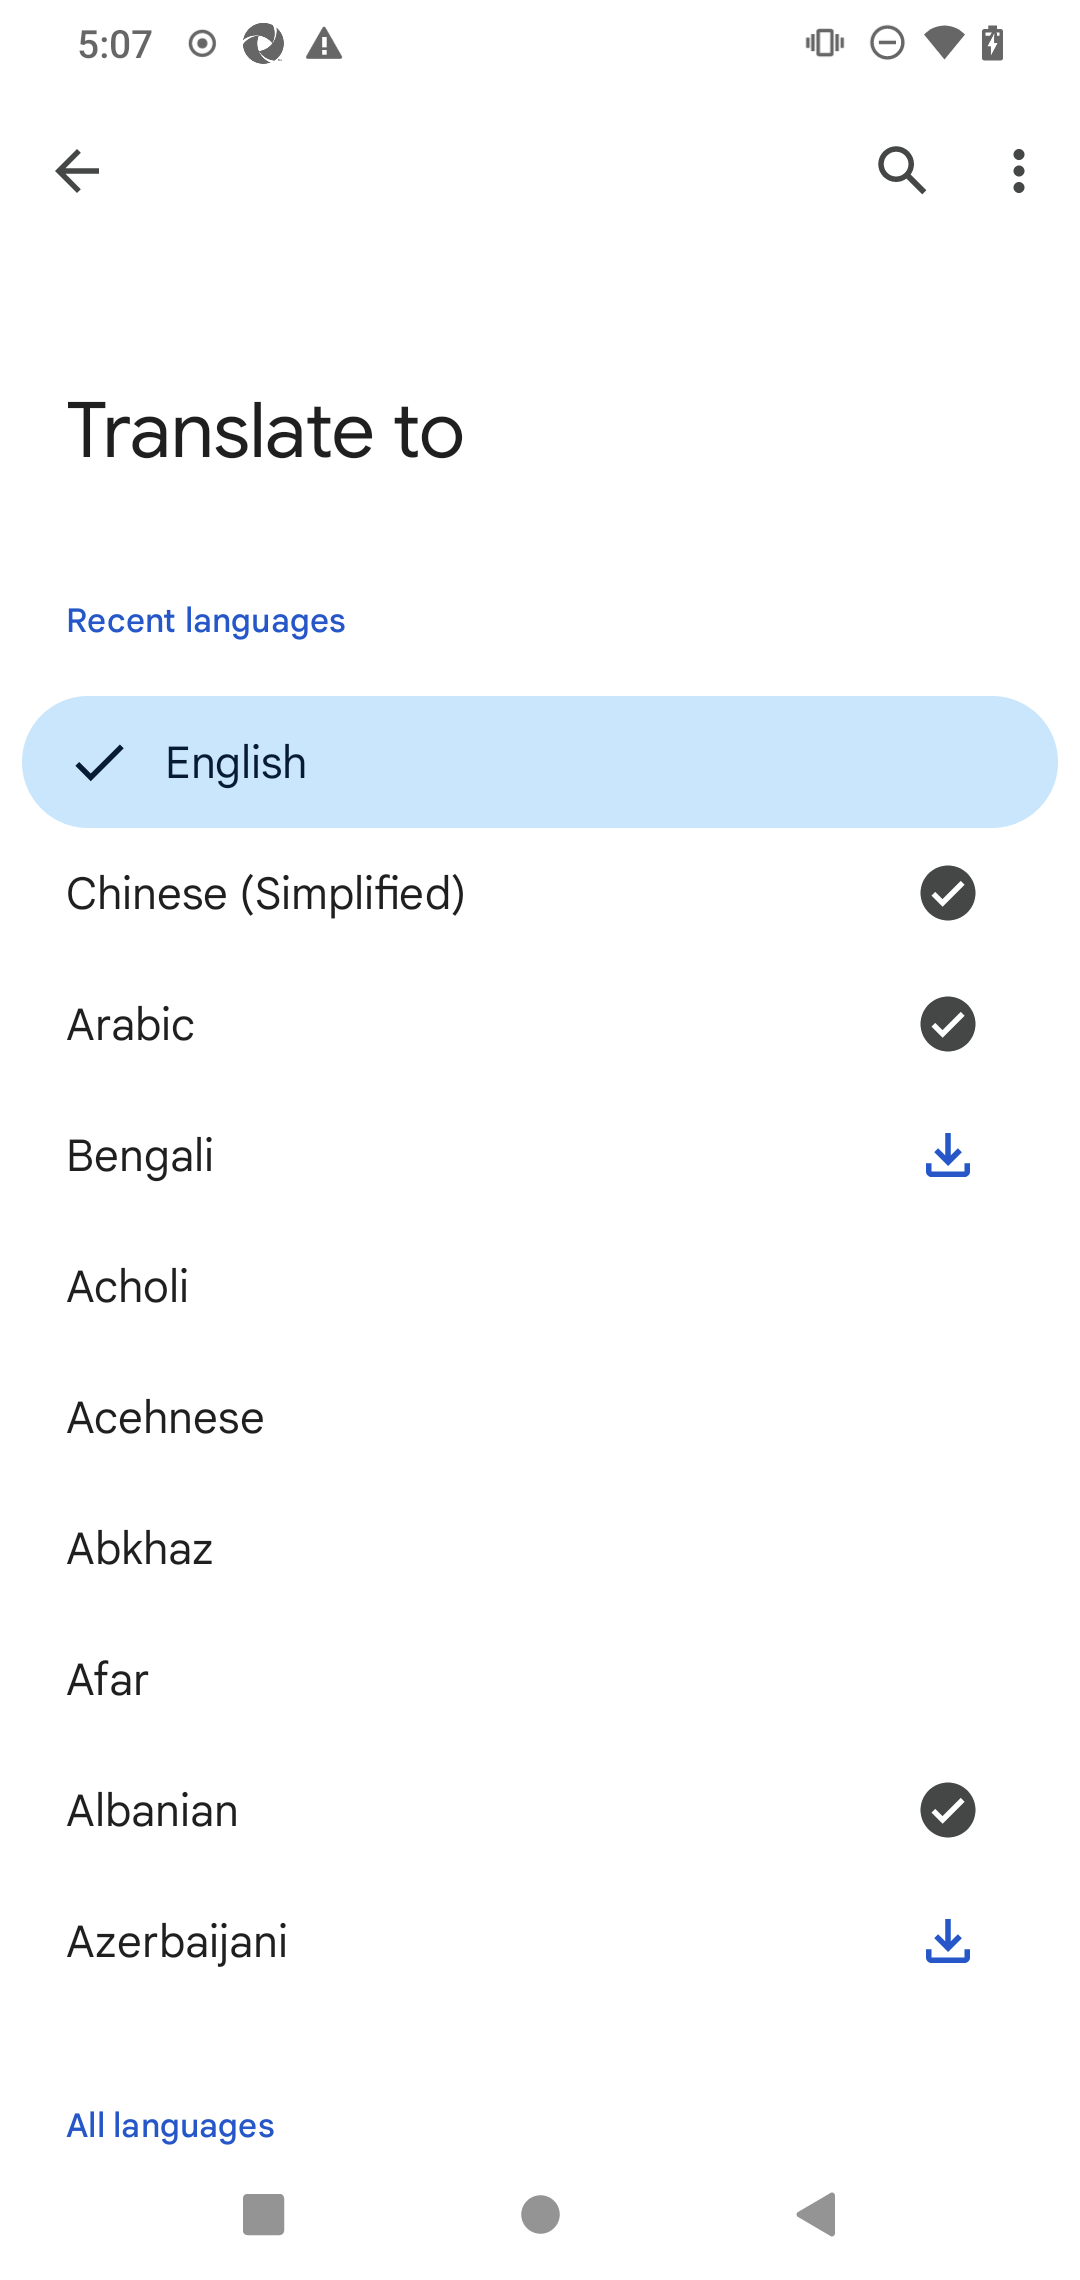 5:07
Translate to
Recent languages
English
Chinese (Simplified)
Arabic
Bengali
Acholi
Acehnese
Abkhaz
Afar
Albanian
Azerbaijani
All languages